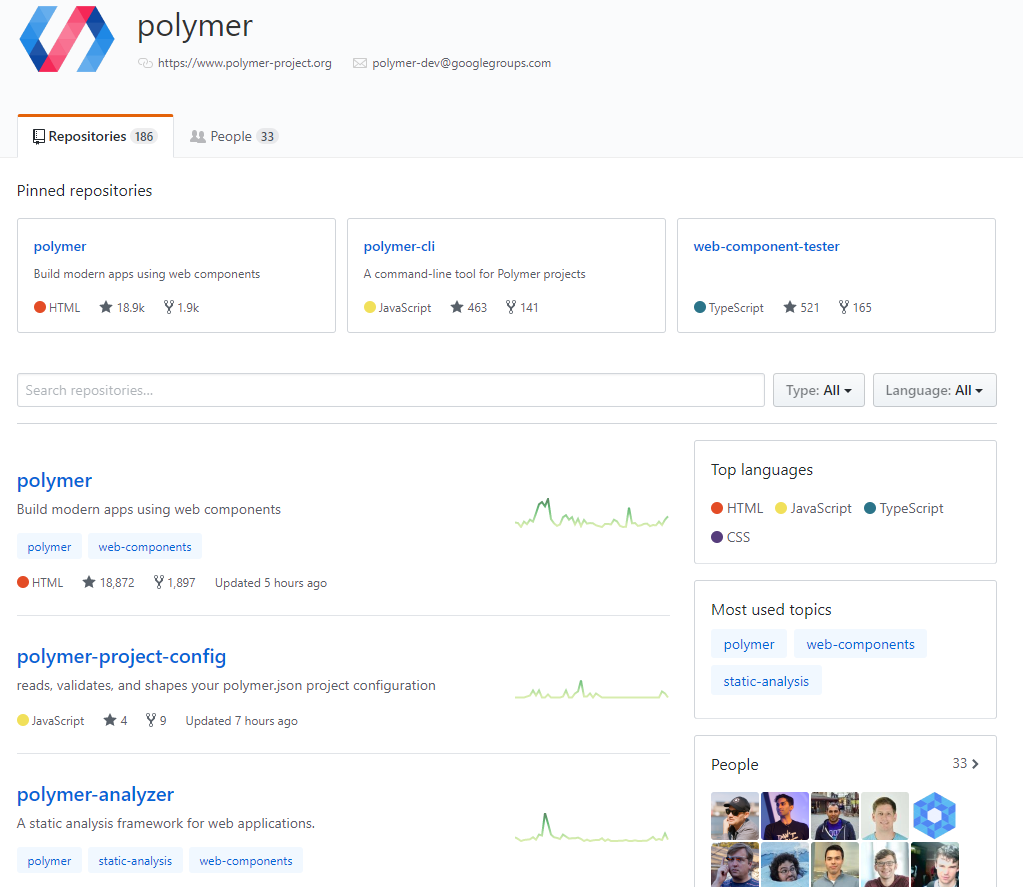 polymer
https://www.polymer-project.org polymer-dev@googlegroups.com
Repositories 186 People 33
Pinned repositories
polymer
Build modern apps using web components
HTML 18.9k 1.9k
polymer-cli
A command-line tool for Polymer projects
JavaScript 463 141
web-component-tester
TypeScript 521 165
Search repositories... Type: All Language: All
polymer
Build modern apps using web components
polymer web-components
HTML 18,872 1,897 Updated 5 hours ago
polymer-project-config
reads, validates, and shapes your polymer.json project configuration
JavaScript 4 9 Updated 7 hours ago
polymer-analyzer
A static analysis framework for web applications.
polymer static-analysis web-components
Top languages
HTML JavaScript TypeScript
CSS
Most used topics
polymer web-components
static-analysis
People 33